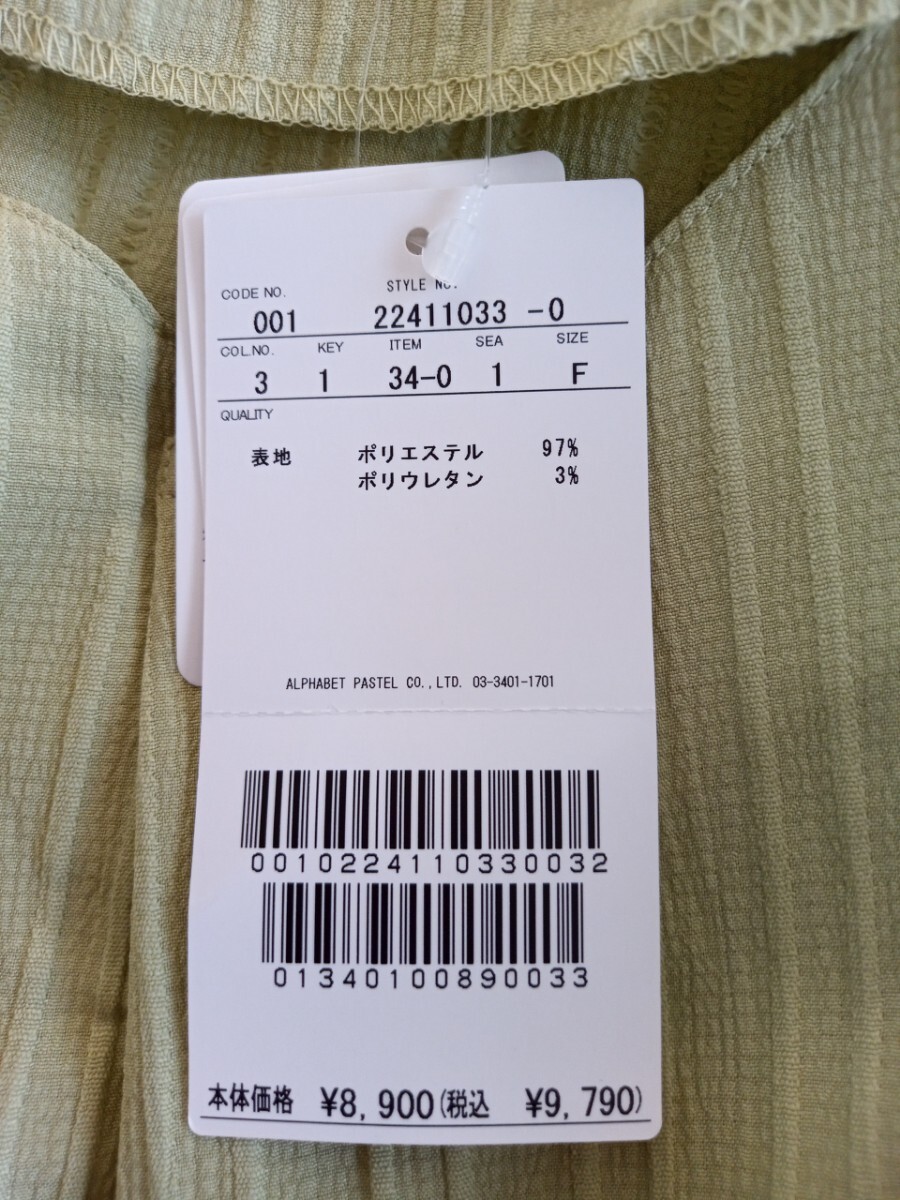 CODE NO. STYLE NO.
001 22411033 -0
COL.NO. KEY ITEM SEA SIZE
3 1 34-0 1 F
QUALITY
表地 ポリエステル 97%
ポリウレタン 3%
ALPHABET PASTEL CO.,LTD. 03-3401-1701
0010224110330032
01340100890033
本体価格 ¥8,900(税込 ¥9,790)